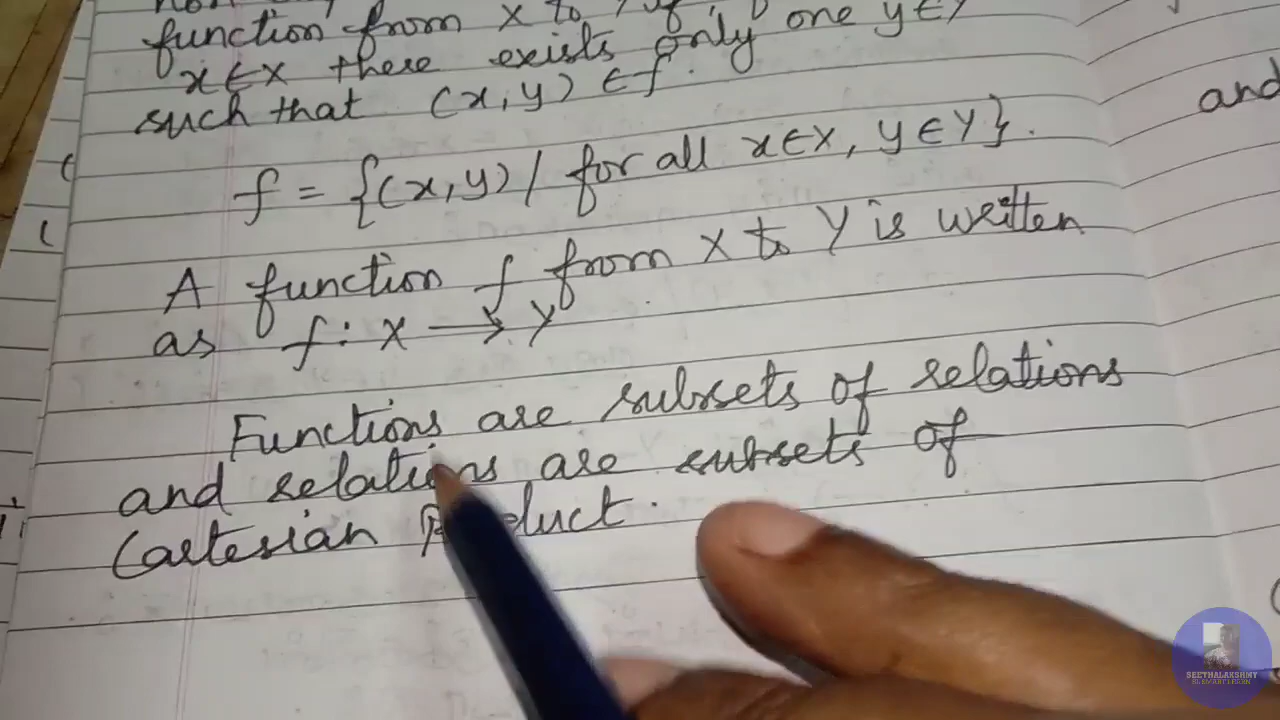 function from X to Y if,
x∈X there exists only one y∈Y
such that (x,y) ∈ f.
and
f = {(x,y) / for all x∈X, y∈Y}.
A function f from X to Y is written
as f: X → Y
Functions are subsets of relations
and relations are subsets of
Cartesian Product.
SEETHALAKSHMY